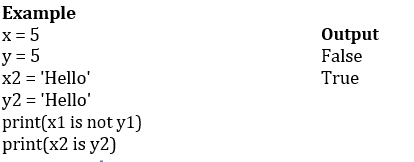 Example
x = 5
y = 5
x2 = 'Hello'
y2 = 'Hello'
print(x1 is not y1)
print(x2 is y2)
Output
False
True